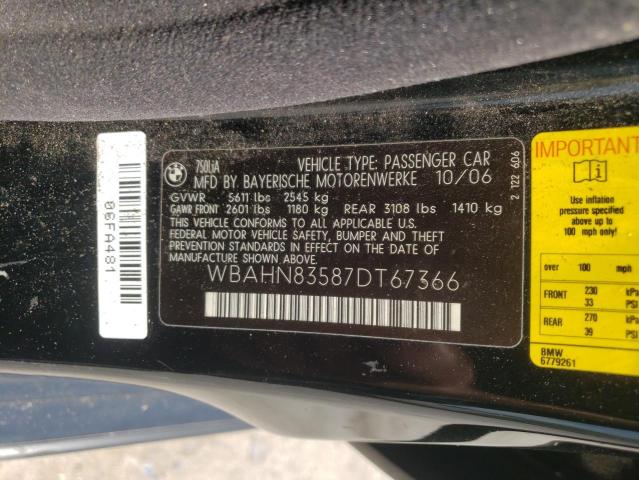 06FA481
BMW
750LiA
VEHICLE TYPE: PASSENGER CAR
MFD BY BAYERISCHE MOTORENWERKE 10/06
GVWR 5611 lbs 2545 kg
GAWR FRONT 2601 lbs 1180 kg REAR 3108 lbs 1410 kg
THIS VEHICLE CONFORMS TO ALL APPLICABLE U.S.
FEDERAL MOTOR VEHICLE SAFETY, BUMPER, AND
THEFT PREVENTION STANDARDS IN EFFECT ON THE DATE OF
MANUFACTURE SHOWN ABOVE.
WBAHN83587DT67366
2 122 606
IMPORTANT
Use inflation
pressure specified
for speeds above
100 mph only!
over 100 mph
FRONT 230 kPa
33 PSI
REAR 270 kPa
39 PSI
BMW
6779261